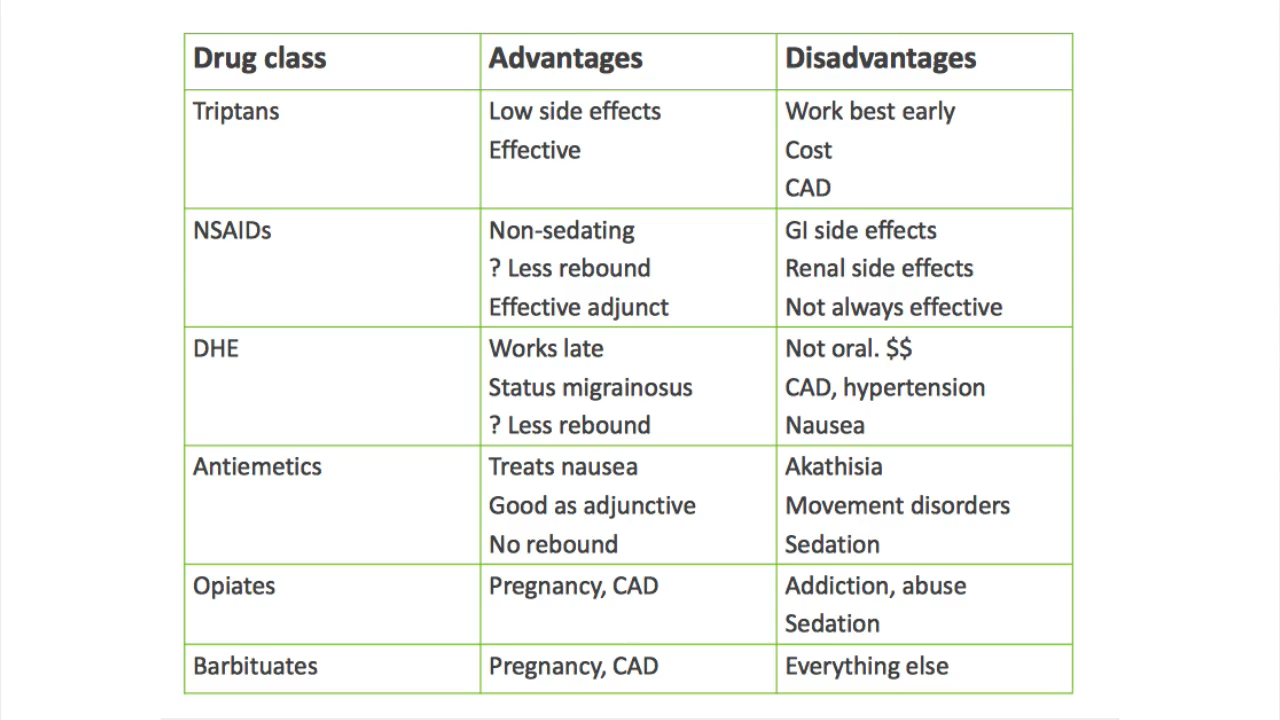 Drug class Advantages Disadvantages
Triptans Low side effects Work best early
Effective Cost
CAD
NSAIDs Non-sedating GI side effects
? Less rebound Renal side effects
Effective adjunct Not always effective
DHE Works late Not oral. $$
Status migrainosus CAD, hypertension
? Less rebound Nausea
Antiemetics Treats nausea Akathisia
Good as adjunctive Movement disorders
No rebound Sedation
Opiates Pregnancy, CAD Addiction, abuse
Sedation
Barbituates Pregnancy, CAD Everything else